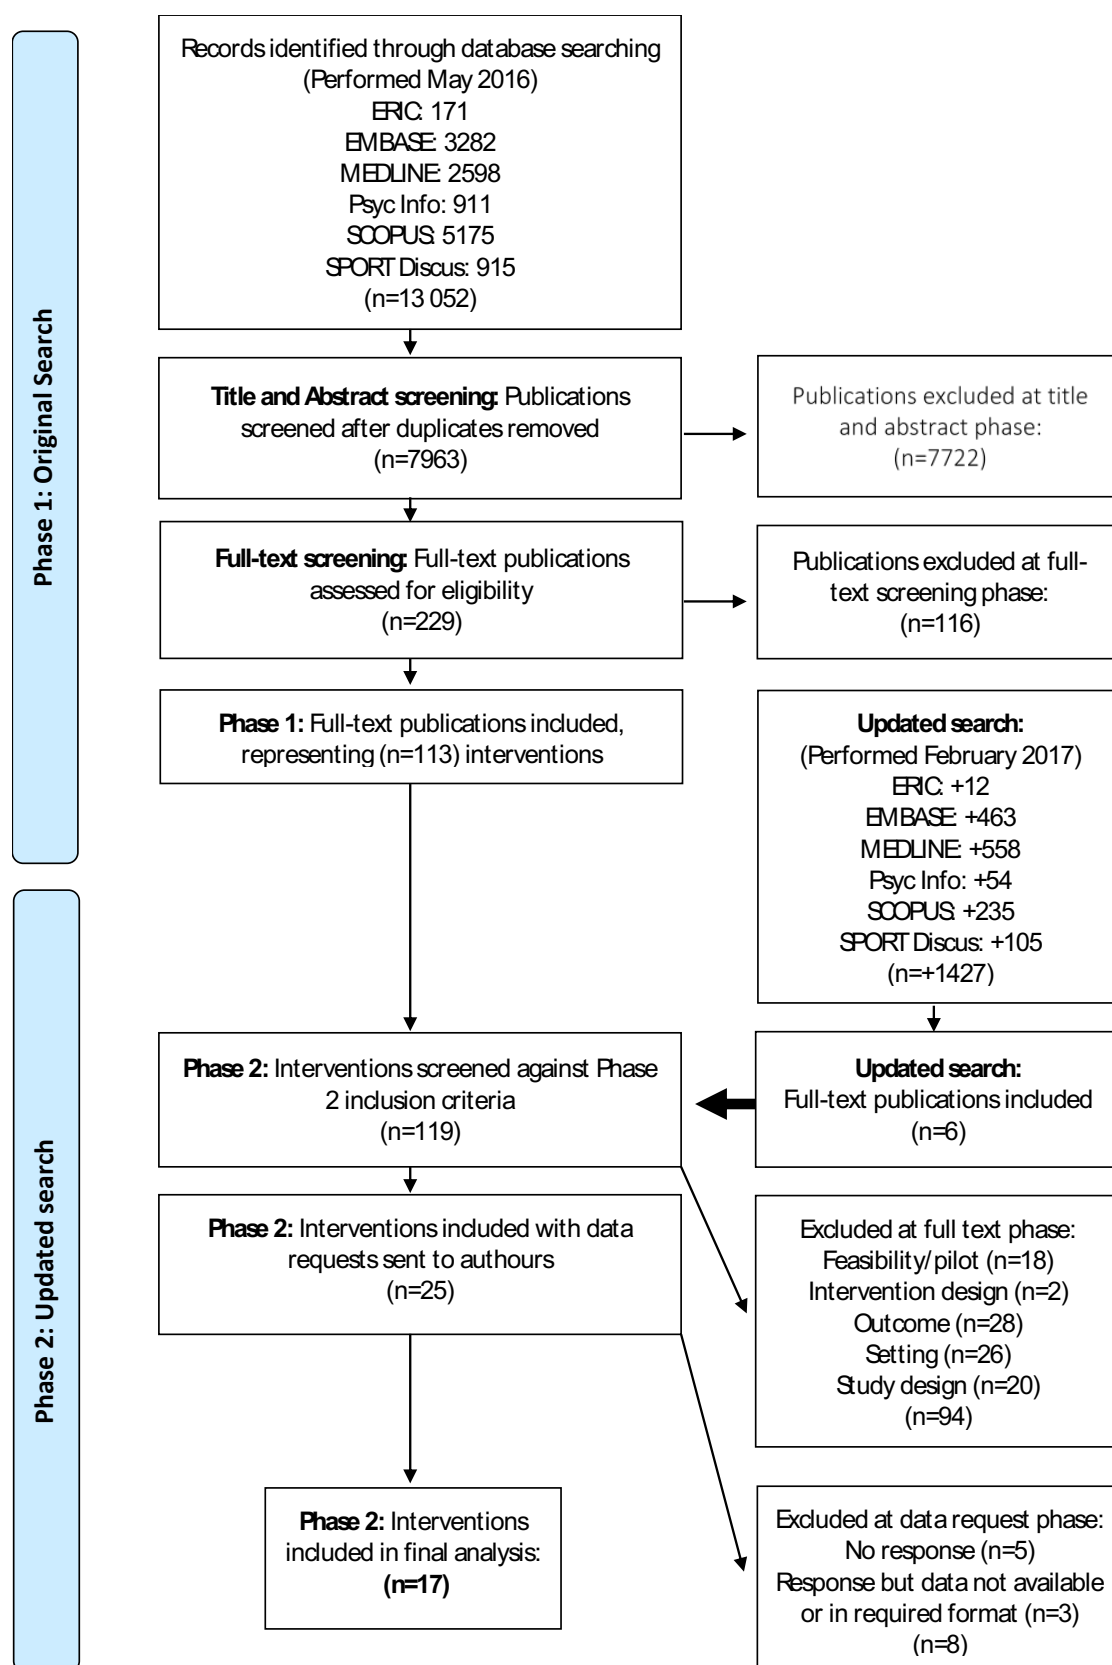 Phase 1: Original Search
Records identified through database searching
(Performed May 2016)
ERIC: 171
EMBASE: 3282
MEDLINE: 2598
Psyc Info: 911
SCOPUS: 5175
SPORT Discus: 915
(n=13 052)
Title and Abstract screening: Publications
screened after duplicates removed
(n=7963)
Publications excluded at title
and abstract phase:
(n=7722)
Full-text screening: Full-text publications
assessed for eligibility
(n=229)
Publications excluded at full-
text screening phase:
(n=116)
Phase 1: Full-text publications included,
representing (n=113) interventions
Updated search:
(Performed February 2017)
ERIC: +12
EMBASE: +463
MEDLINE: +558
Psyc Info: +54
SCOPUS: +235
SPORT Discus: +105
(n=+1427)
Phase 2: Updated search
Phase 2: Interventions screened against Phase
2 inclusion criteria
(n=119)
Updated search:
Full-text publications included
(n=6)
Phase 2: Interventions included with data
requests sent to authours
(n=25)
Excluded at full text phase:
Feasibility/pilot (n=18)
Intervention design (n=2)
Outcome (n=28)
Setting (n=26)
Study design (n=20)
(n=94)
Phase 2: Interventions
included in final analysis:
(n=17)
Excluded at data request phase:
No response (n=5)
Response but data not available
or in required format (n=3)
(n=8)